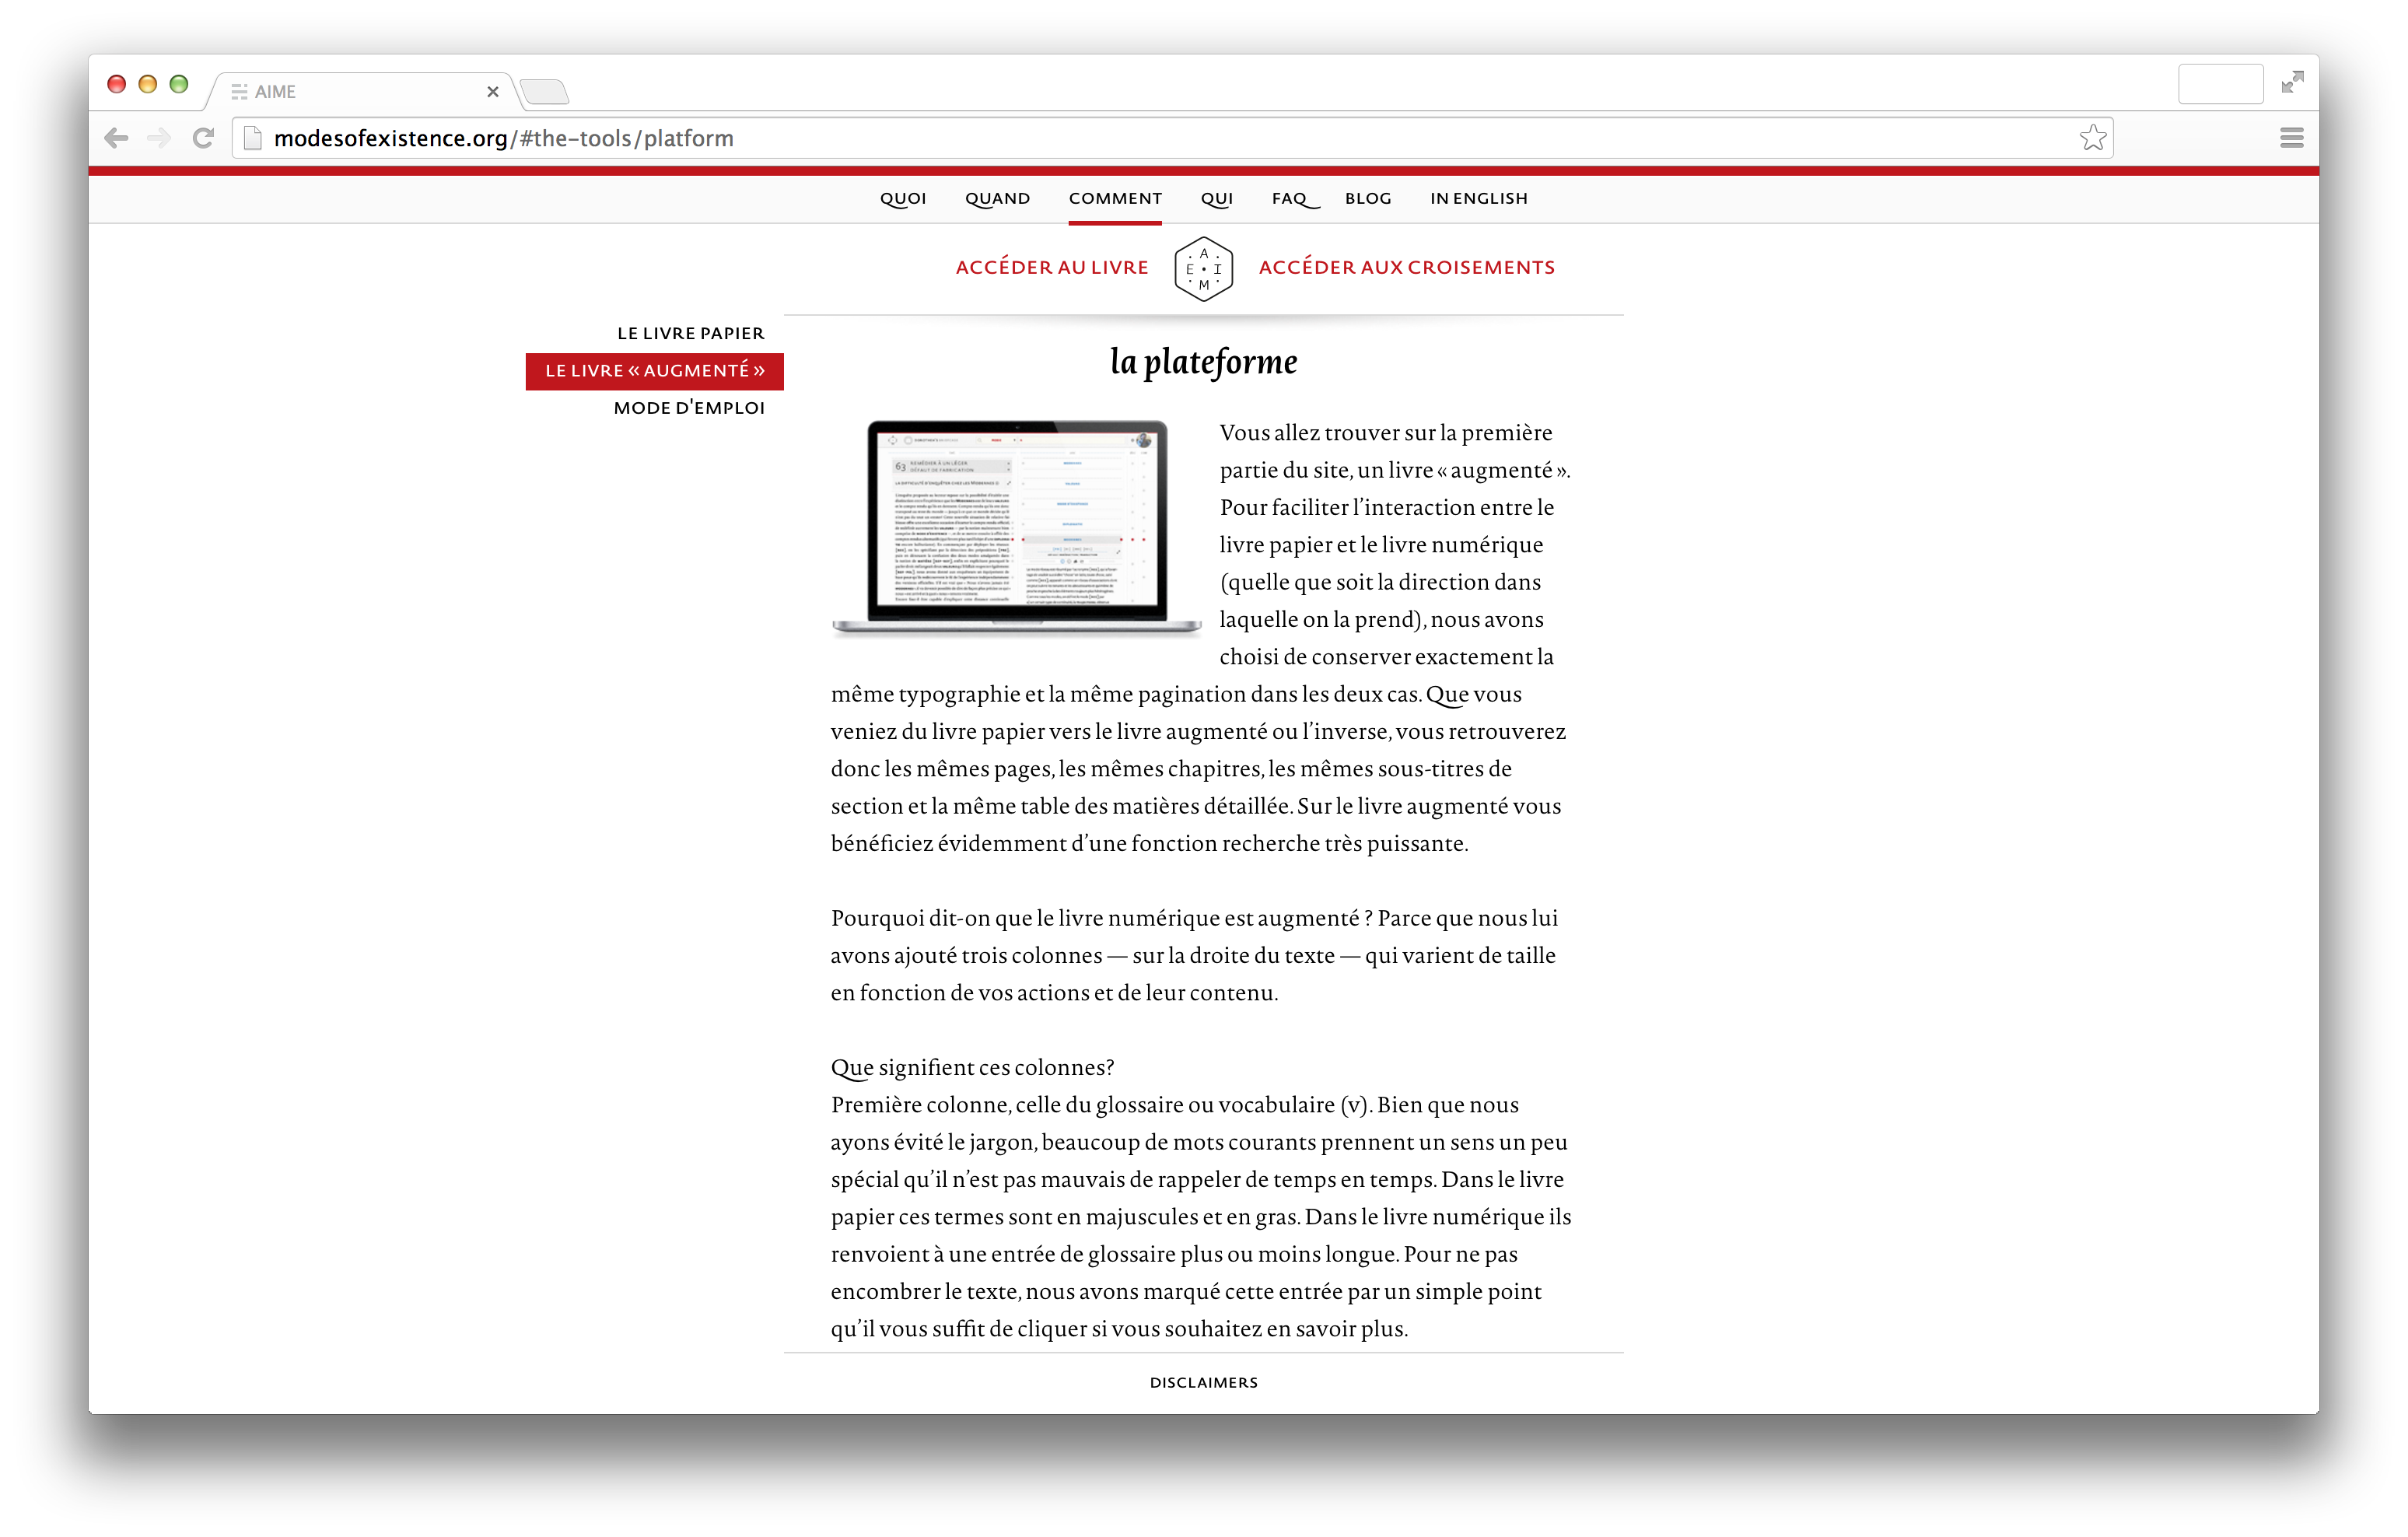 AIME
modesofexistence.org/#the-tools/platform
QUOI QUAND COMMENT QUI FAQ BLOG IN ENGLISH
ACCÉDER AU LIVRE
A
E I
M
ACCÉDER AUX CROISEMENTS
LE LIVRE PAPIER
LE LIVRE « AUGMENTÉ »
MODE D'EMPLOI
la plateforme
63 REMÉDIER À UN LÉGER
DÉFAUT DE FABRICATION
Vous allez trouver sur la première
partie du site, un livre « augmenté ».
Pour faciliter l’interaction entre le
livre papier et le livre numérique
(quelle que soit la direction dans
laquelle on la prend), nous avons
choisi de conserver exactement la
même typographie et la même pagination dans les deux cas. Que vous
veniez du livre papier vers le livre augmenté ou l’inverse, vous retrouverez
donc les mêmes pages, les mêmes chapitres, les mêmes sous-titres de
section et la même table des matières détaillée. Sur le livre augmenté vous
bénéficiez évidemment d’une fonction recherche très puissante.
Pourquoi dit-on que le livre numérique est augmenté ? Parce que nous lui
avons ajouté trois colonnes — sur la droite du texte — qui varient de taille
en fonction de vos actions et de leur contenu.
Que signifient ces colonnes?
Première colonne, celle du glossaire ou vocabulaire (v). Bien que nous
ayons évité le jargon, beaucoup de mots courants prennent un sens un peu
spécial qu’il n’est pas mauvais de rappeler de temps en temps. Dans le livre
papier ces termes sont en majuscules et en gras. Dans le livre numérique ils
renvoient à une entrée de glossaire plus ou moins longue. Pour ne pas
encombrer le texte, nous avons marqué cette entrée par un simple point
qu’il vous suffit de cliquer si vous souhaitez en savoir plus.
DISCLAIMERS